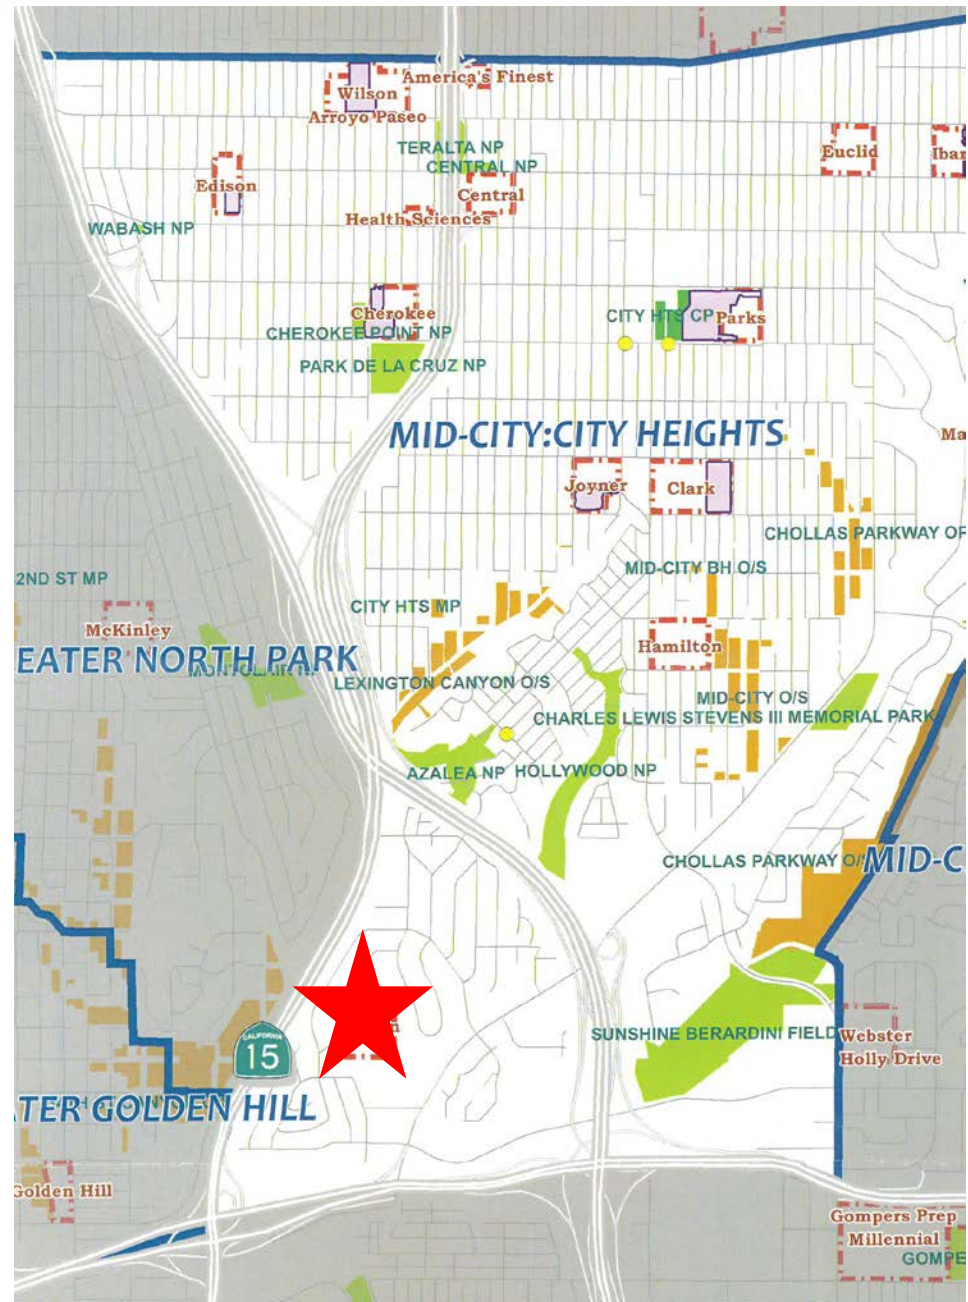 America's Finest
Wilson
Arroyo Paseo
TERALTA NP
CENTRAL NP
Euclid
Edison
Central
Health Sciences
WABASH NP
Cherokee
CITY HTS CP
Parks
CHEROKEE POINT NP
PARK DE LA CRUZ NP
MID-CITY:CITY HEIGHTS
Joyner
Clark
CHOLLAS PARKWAY
MID-CITY BH O/S
2ND ST MP
CITY HTS MP
McKinley
Hamilton
EATER NORTH PARK
LEXINGTON CANYON O/S
MID-CITY O/S
CHARLES LEWIS STEVENS III MEMORIAL PARK
AZALEA NP
HOLLYWOOD NP
CHOLLAS PARKWAY O/
MID-C
CALIFORNIA
15
SUNSHINE BERARDINI FIELD
Webster
Holly Drive
TER GOLDEN HILL
Golden Hill
Gompers Prep
Millennial
GOMPE